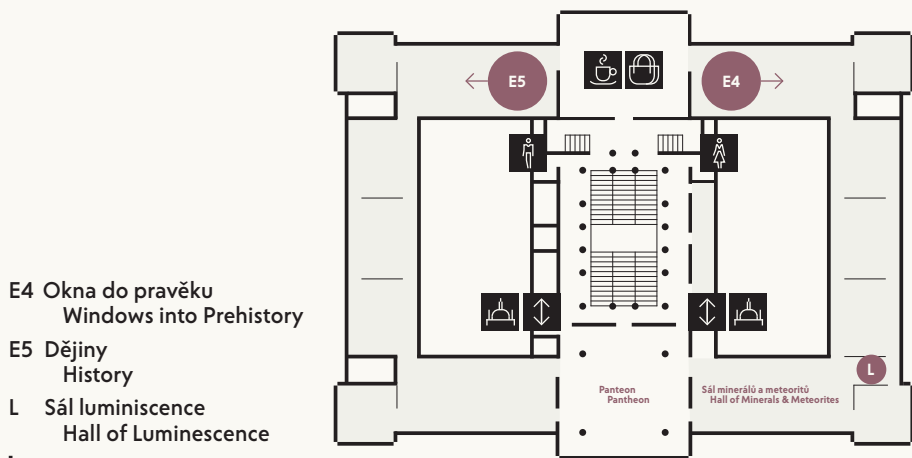 E5
E4
E4 Okna do pravěku
Windows into Prehistory
E5 Dějiny
History
L Sál luminiscence
Hall of Luminescence
L
Panteon
Pantheon
Sál minerálů a meteoritů
Hall of Minerals & Meteorites